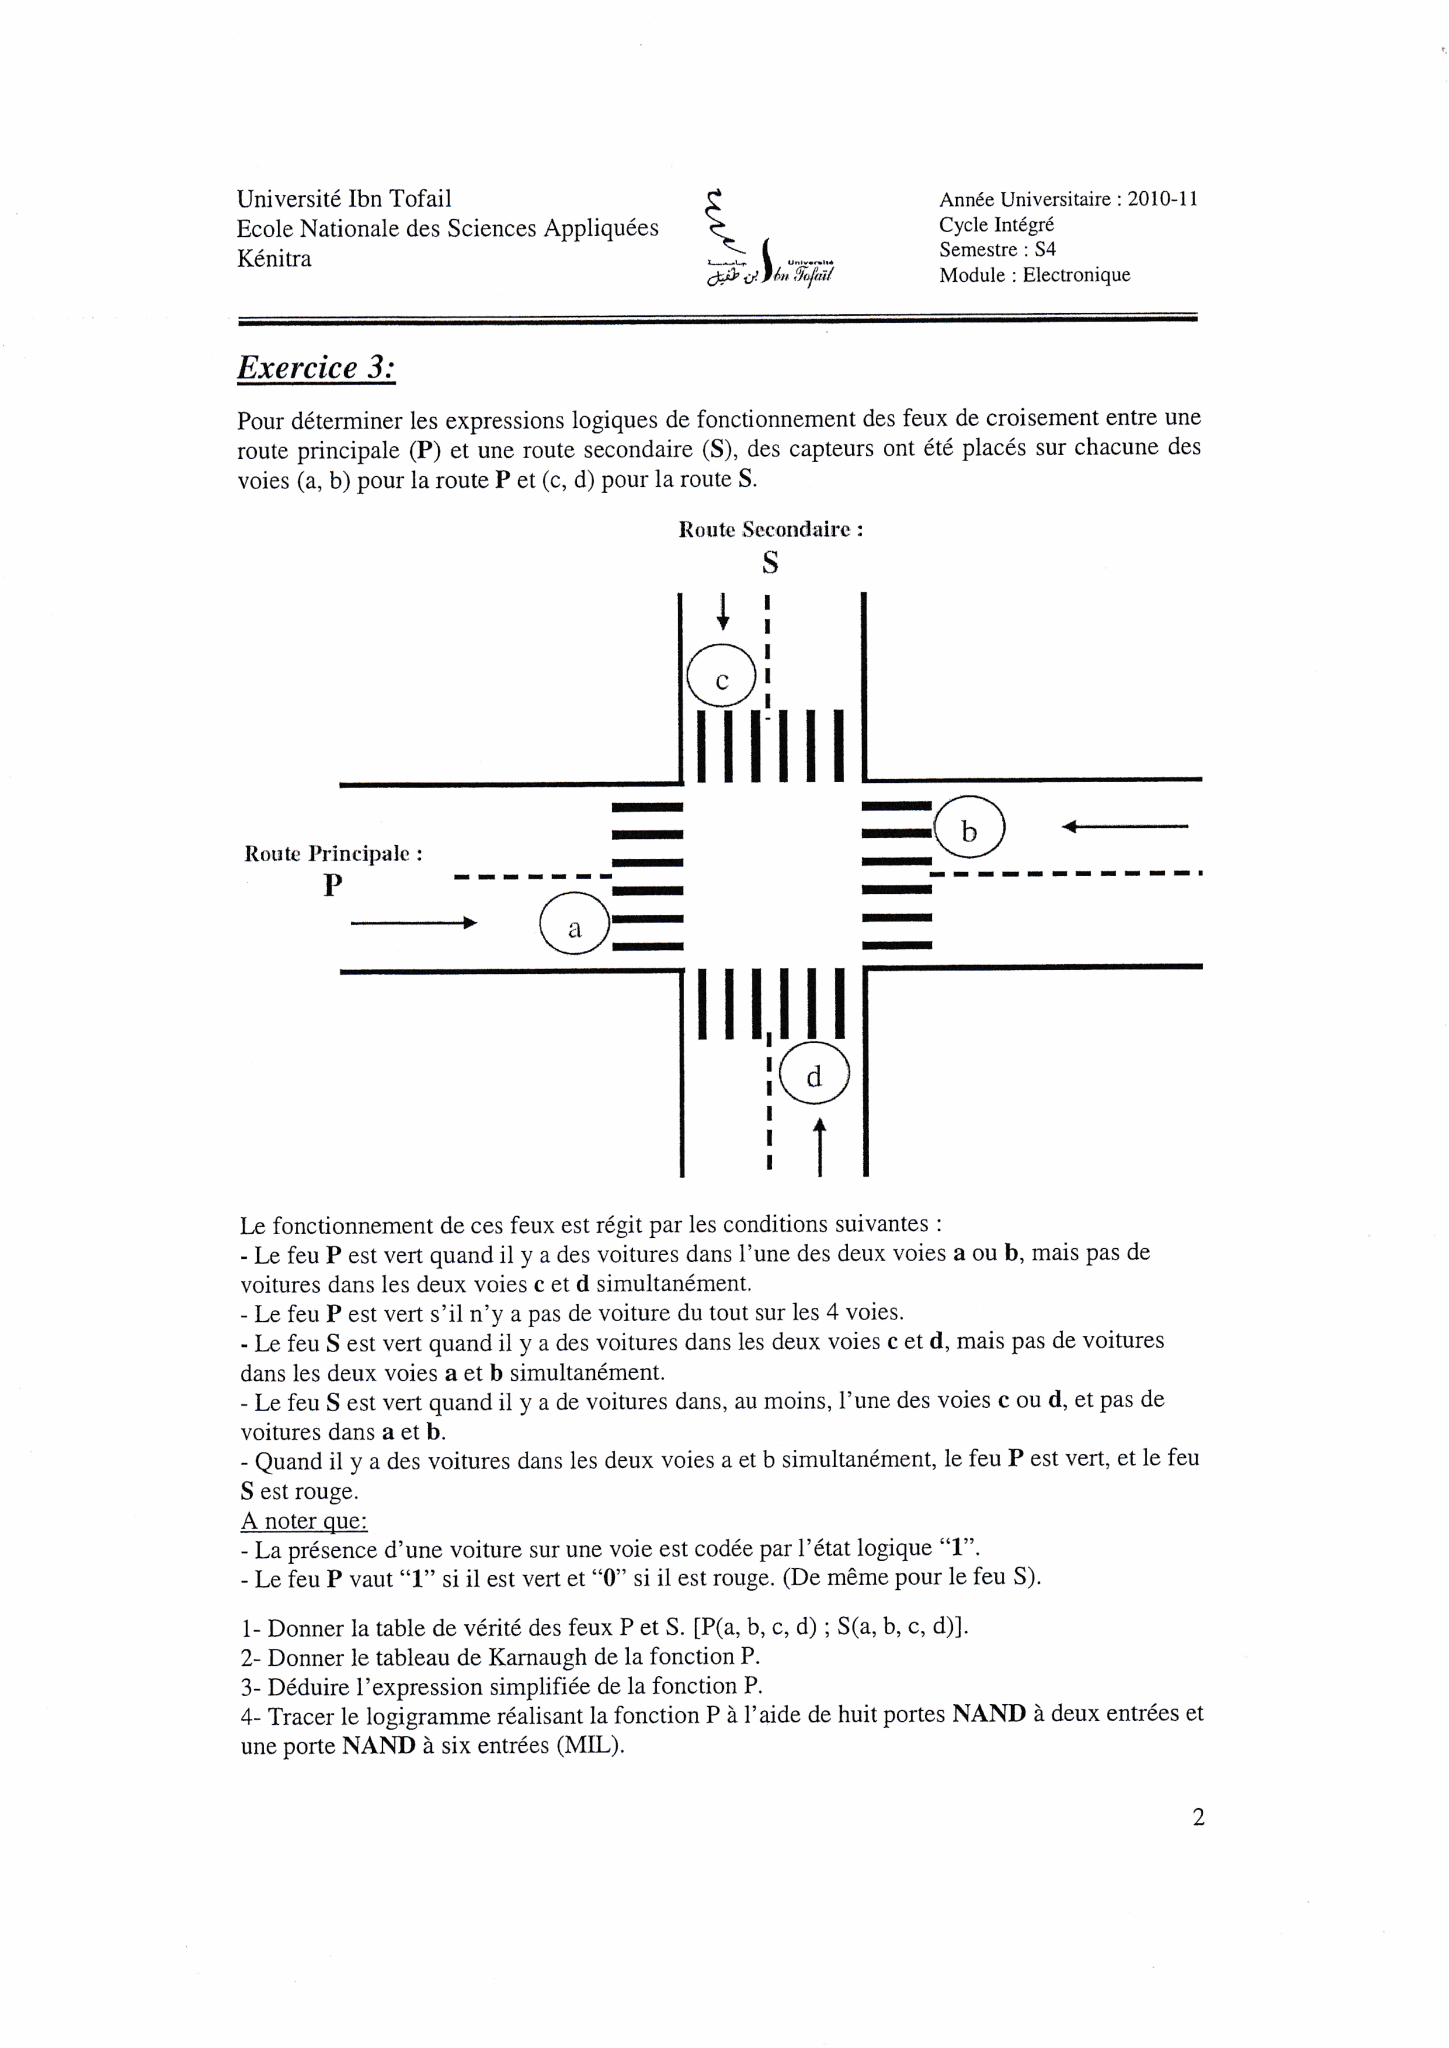 Université Ibn Tofail
Ecole Nationale des Sciences Appliquées
Kénitra
جامعة
ابن طفيل
Université
Ibn Tofaïl
Année Universitaire : 2010-11
Cycle Intégré
Semestre : S4
Module : Electronique
Exercice 3:
Pour déterminer les expressions logiques de fonctionnement des feux de croisement entre une
route principale (P) et une route secondaire (S), des capteurs ont été placés sur chacune des
voies (a, b) pour la route P et (c, d) pour la route S.
Route Secondaire :
S
c
b
Route Principale :
P
a
d
Le fonctionnement de ces feux est régit par les conditions suivantes :
- Le feu P est vert quand il y a des voitures dans l’une des deux voies a ou b, mais pas de
voitures dans les deux voies c et d simultanément.
- Le feu P est vert s’il n’y a pas de voiture du tout sur les 4 voies.
- Le feu S est vert quand il y a des voitures dans les deux voies c et d, mais pas de voitures
dans les deux voies a et b simultanément.
- Le feu S est vert quand il y a de voitures dans, au moins, l’une des voies c ou d, et pas de
voitures dans a et b.
- Quand il y a des voitures dans les deux voies a et b simultanément, le feu P est vert, et le feu
S est rouge.
A noter que:
- La présence d’une voiture sur une voie est codée par l’état logique “1”.
- Le feu P vaut “1” si il est vert et “0” si il est rouge. (De même pour le feu S).
1- Donner la table de vérité des feux P et S. [P(a, b, c, d) ; S(a, b, c, d)].
2- Donner le tableau de Karnaugh de la fonction P.
3- Déduire l’expression simplifiée de la fonction P.
4- Tracer le logigramme réalisant la fonction P à l’aide de huit portes NAND à deux entrées et
une porte NAND à six entrées (MIL).
2